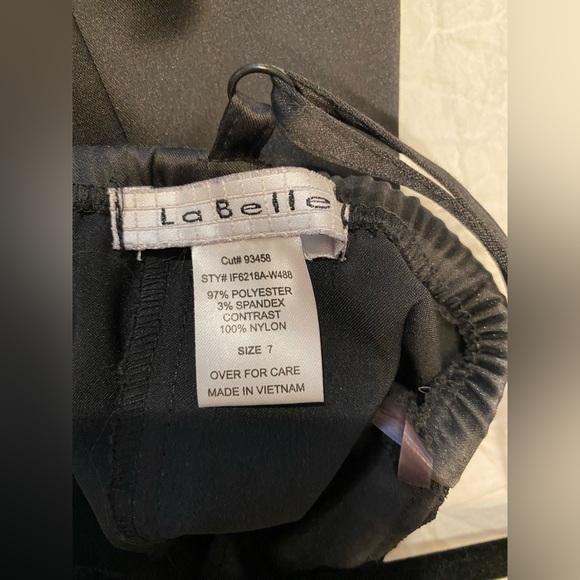 La Belle
Cut# 93458
STY# IF6218A-W488
97% POLYESTER
3% SPANDEX
CONTRAST
100% NYLON
SIZE 7
OVER FOR CARE
MADE IN VIETNAM